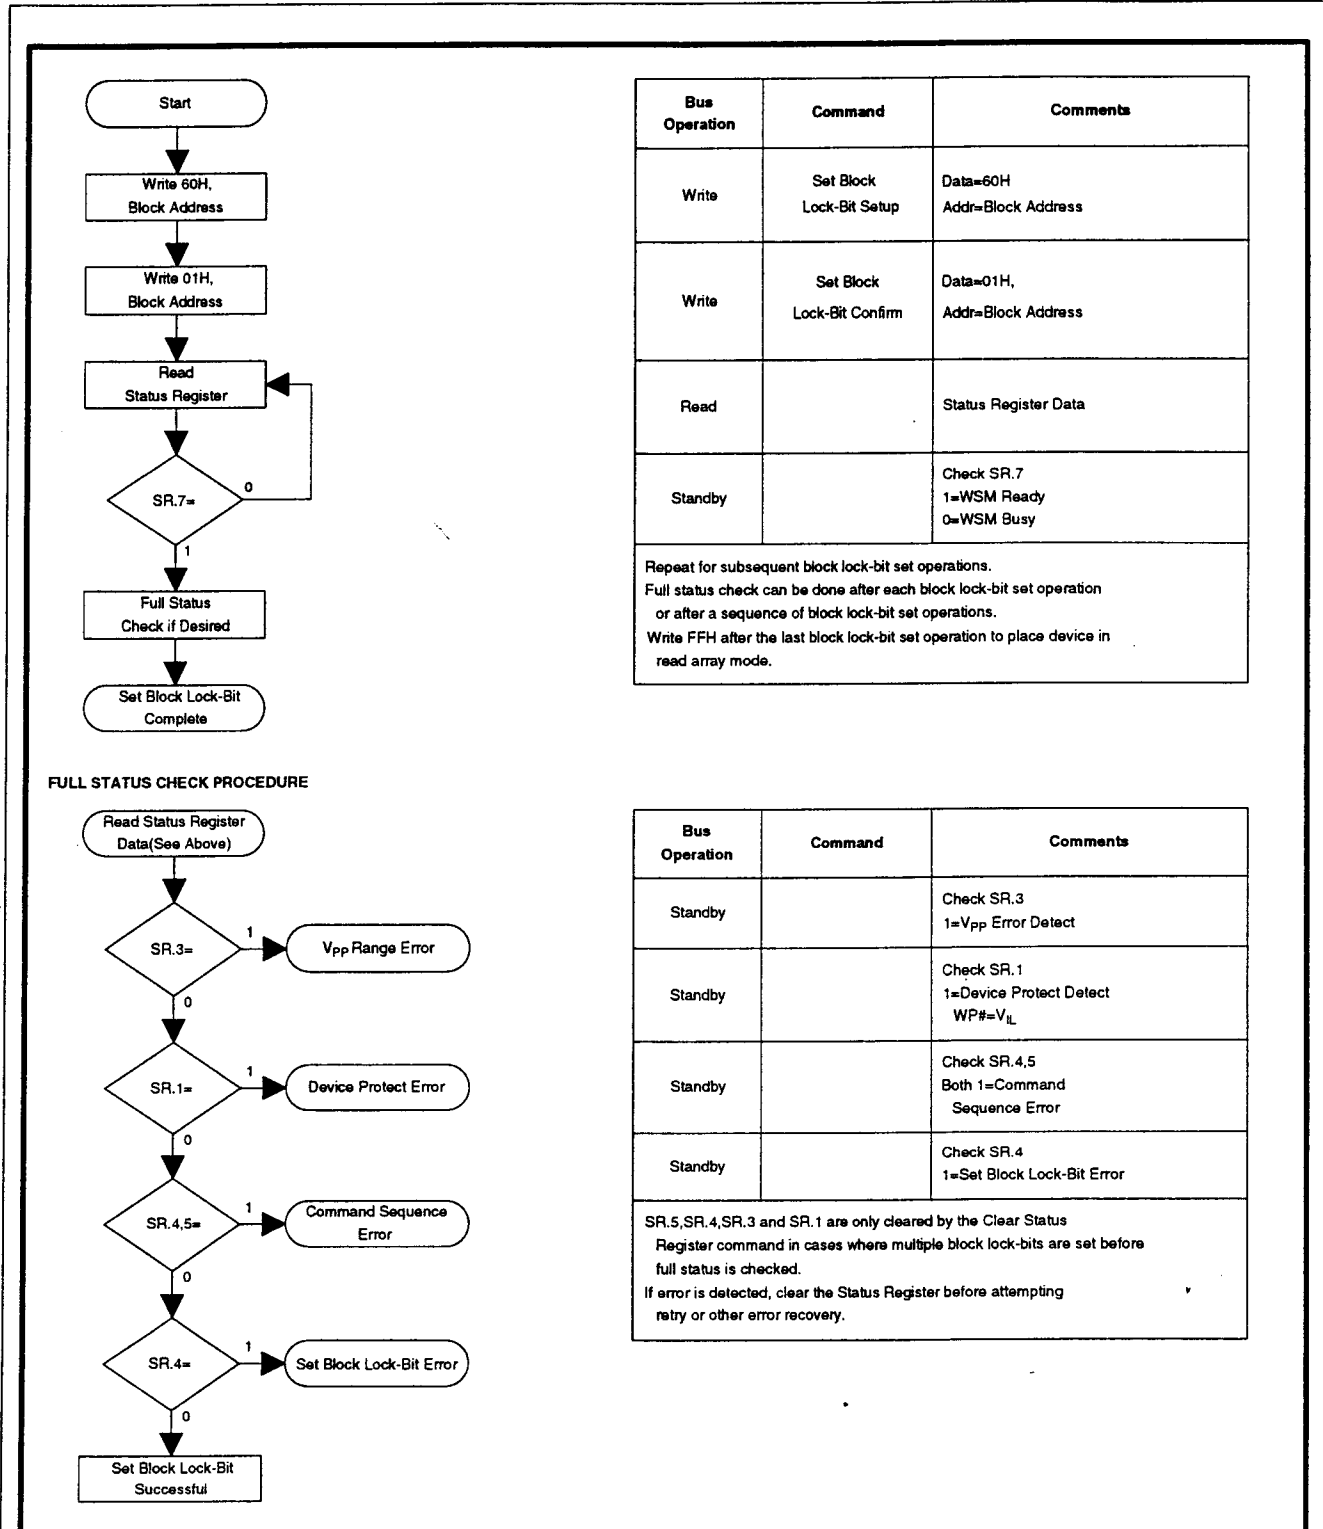 Start
Write 60H,
Block Address
Write 01H,
Block Address
Read
Status Register
SR.7=
0
1
Full Status
Check if Desired
Set Block Lock-Bit
Complete
Bus
Operation
Command
Comments
Write
Set Block
Lock-Bit Setup
Data=60H
Addr=Block Address
Write
Set Block
Lock-Bit Confirm
Data=01H,
Addr=Block Address
Read
Status Register Data
Standby
Check SR.7
1=WSM Ready
0=WSM Busy
Repeat for subsequent block lock-bit set operations.
Full status check can be done after each block lock-bit set operation
or after a sequence of block lock-bit set operations.
Write FFH after the last block lock-bit set operation to place device in
read array mode.
FULL STATUS CHECK PROCEDURE
Read Status Register
Data(See Above)
SR.3=
1
VPP Range Error
0
SR.1=
1
Device Protect Error
0
SR.4,5=
1
Command Sequence
Error
0
SR.4=
1
Set Block Lock-Bit Error
0
Set Block Lock-Bit
Successful
Bus
Operation
Command
Comments
Standby
Check SR.3
1=VPP Error Detect
Standby
Check SR.1
1=Device Protect Detect
WP#=VIL
Standby
Check SR.4,5
Both 1=Command
Sequence Error
Standby
Check SR.4
1=Set Block Lock-Bit Error
SR.5,SR.4,SR.3 and SR.1 are only cleared by the Clear Status
Register command in cases where multiple block lock-bits are set before
full status is checked.
If error is detected, clear the Status Register before attempting
retry or other error recovery.